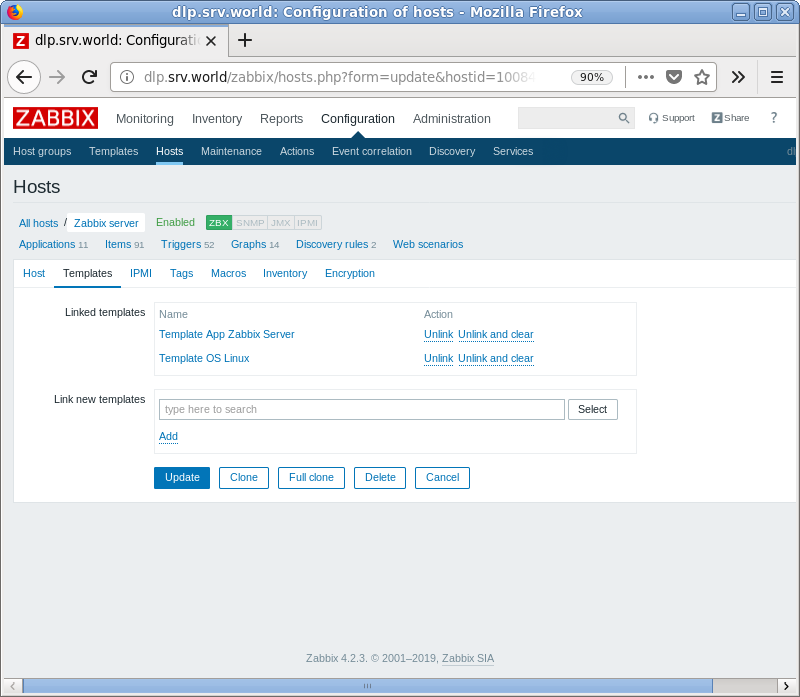 dlp.srv.world: Configuration of hosts - Mozilla Firefox
Z dlp.srv.world: Configurati
dlp.srv.world/zabbix/hosts.php?form=update&hostid=10084 90%
ZABBIX Monitoring Inventory Reports Configuration Administration Support Z Share ?
Host groups Templates Hosts Maintenance Actions Event correlation Discovery Services dl
Hosts
All hosts / Zabbix server Enabled ZBX SNMP JMX IPMI
Applications 11 Items 91 Triggers 52 Graphs 14 Discovery rules 2 Web scenarios
Host Templates IPMI Tags Macros Inventory Encryption
Linked templates Name Action
Template App Zabbix Server Unlink Unlink and clear
Template OS Linux Unlink Unlink and clear
Link new templates
type here to search Select
Add
Update Clone Full clone Delete Cancel
Zabbix 4.2.3. © 2001–2019, Zabbix SIA